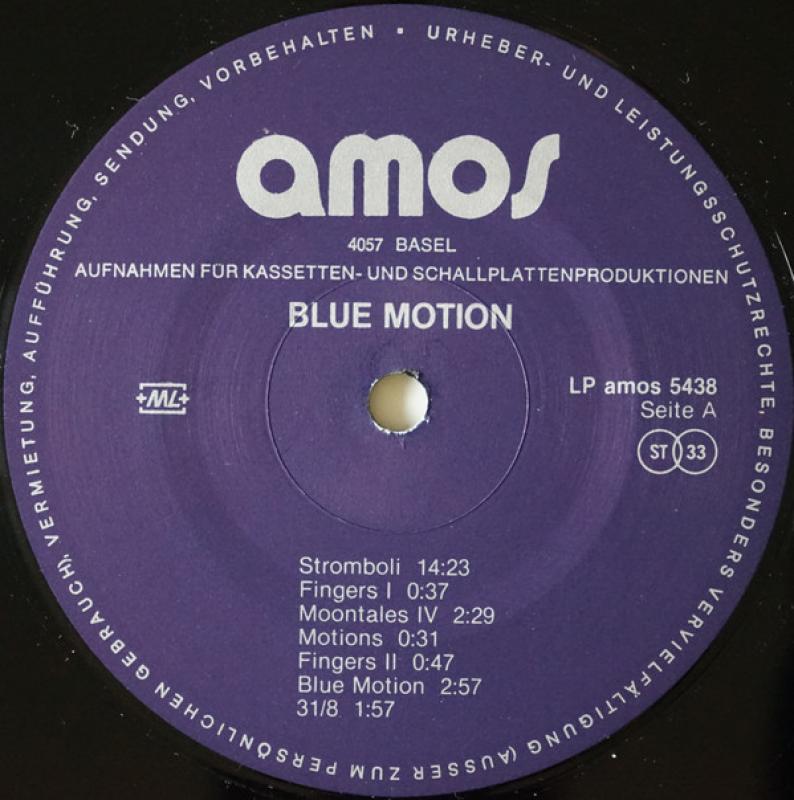 URHEBER- UND LEISTUNGSSCHUTZRECHTE, BESONDERS VERVIELFÄLTIGUNG (AUSSER ZUM PERSÖNLICHEN GEBRAUCH), VERMIETUNG, AUFFÜHRUNG, SENDUNG, VORBEHALTEN ·
amos
4057 BASEL
AUFNAHMEN FÜR KASSETTEN- UND SCHALLPLATTENPRODUKTIONEN
BLUE MOTION
+ML+
LP amos 5438
Seite A
ST 33
Stromboli 14:23
Fingers I 0:37
Moontales IV 2:29
Motions 0:31
Fingers II 0:47
Blue Motion 2:57
31/8 1:57